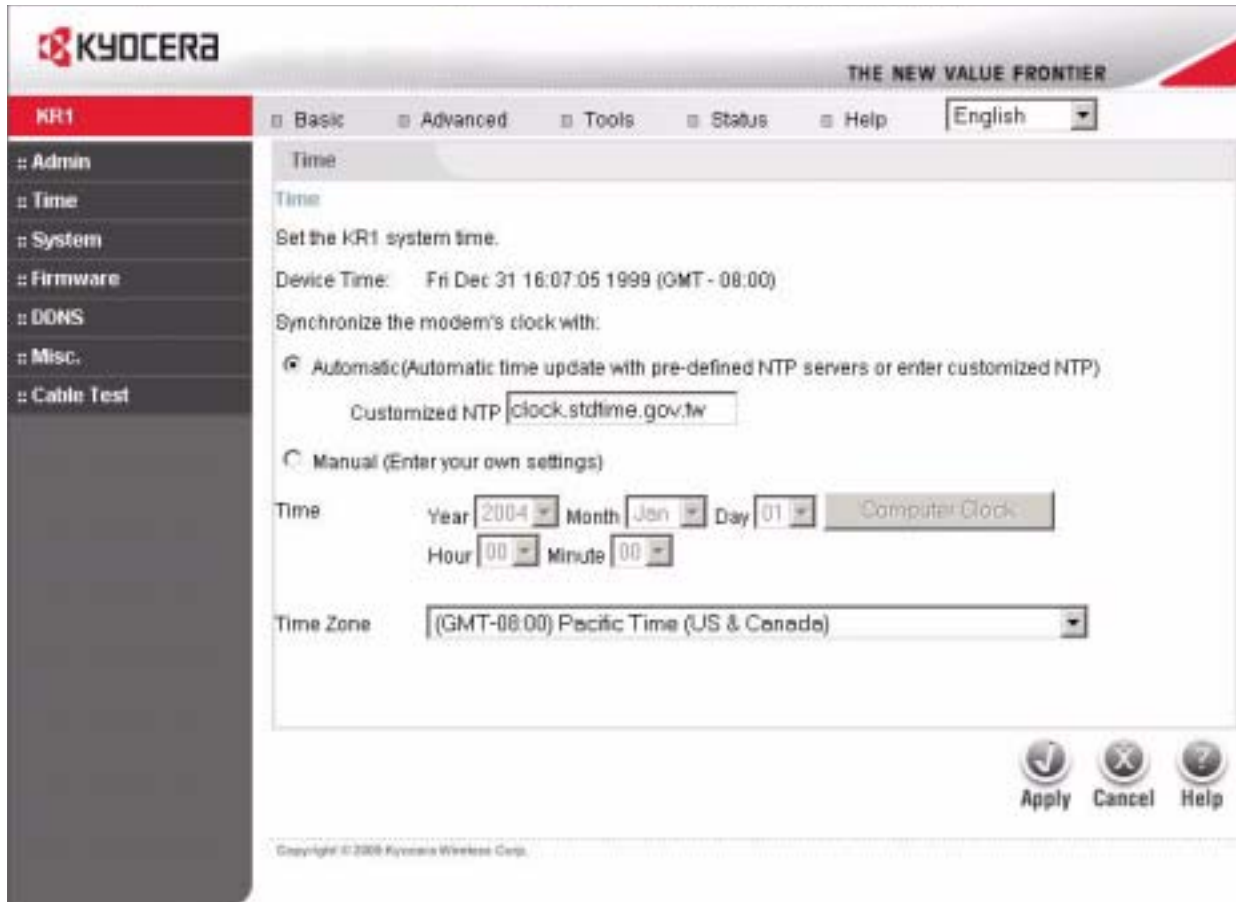 KYOCERA
THE NEW VALUE FRONTIER
KR1
Basic Advanced Tools Status Help English
:: Admin
:: Time
:: System
:: Firmware
:: DDNS
:: Misc.
:: Cable Test
Time
Time
Set the KR1 system time.
Device Time: Fri Dec 31 16:07:05 1999 (GMT - 08:00)
Synchronize the modem's clock with:
Automatic(Automatic time update with pre-defined NTP servers or enter customized NTP)
Customized NTP clock.stdtime.gov.tw
Manual (Enter your own settings)
Time Year 2004 Month Jan Day 01 Computer Clock
Hour 00 Minute 00
Time Zone (GMT-08:00) Pacific Time (US & Canada)
Apply Cancel Help
Copyright © Kyocera Wireless Corp.